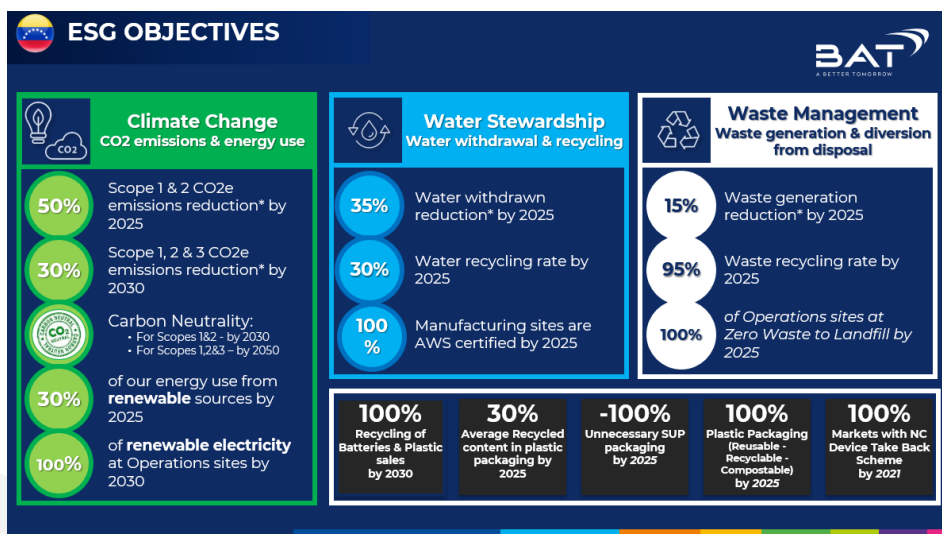 ESG OBJECTIVES
BAT
A BETTER TOMORROW
Climate Change
CO2 emissions & energy use
CO2
50%
Scope 1 & 2 CO2e
emissions reduction* by
2025
30%
Scope 1, 2 & 3 CO2e
emissions reduction* by
2030
CARBON NEUTRAL
CO2
NEUTRAL
CARBON NEUTRAL
Carbon Neutrality:
• For Scopes 1&2 - by 2030
• For Scopes 1,2&3 – by 2050
30%
of our energy use from
renewable sources by
2025
100%
of renewable electricity
at Operations sites by
2030
Water Stewardship
Water withdrawal & recycling
35%
Water withdrawn
reduction* by 2025
30%
Water recycling rate by
2025
100
%
Manufacturing sites are
AWS certified by 2025
Waste Management
Waste generation & diversion
from disposal
15%
Waste generation
reduction* by 2025
95%
Waste recycling rate by
2025
100%
of Operations sites at
Zero Waste to Landfill by
2025
100%
Recycling of
Batteries & Plastic
sales
by 2030
30%
Average Recycled
content in plastic
packaging by
2025
-100%
Unnecessary SUP
packaging
by 2025
100%
Plastic Packaging
(Reusable -
Recyclable -
Compostable)
by 2025
100%
Markets with NC
Device Take Back
Scheme
by 2021